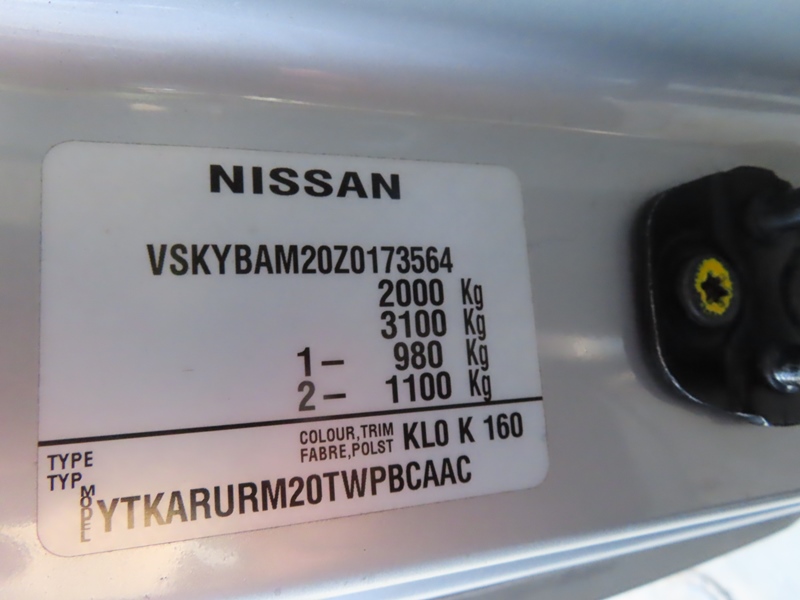 NISSAN
VSKYBAM20Z0173564
2000 Kg
3100 Kg
1- 980 Kg
2- 1100 Kg
TYPE
TYP
COLOUR,TRIM
FABRE,POLST
KL0 K 160
MODEL
YTKARURM20TWPBCAAC